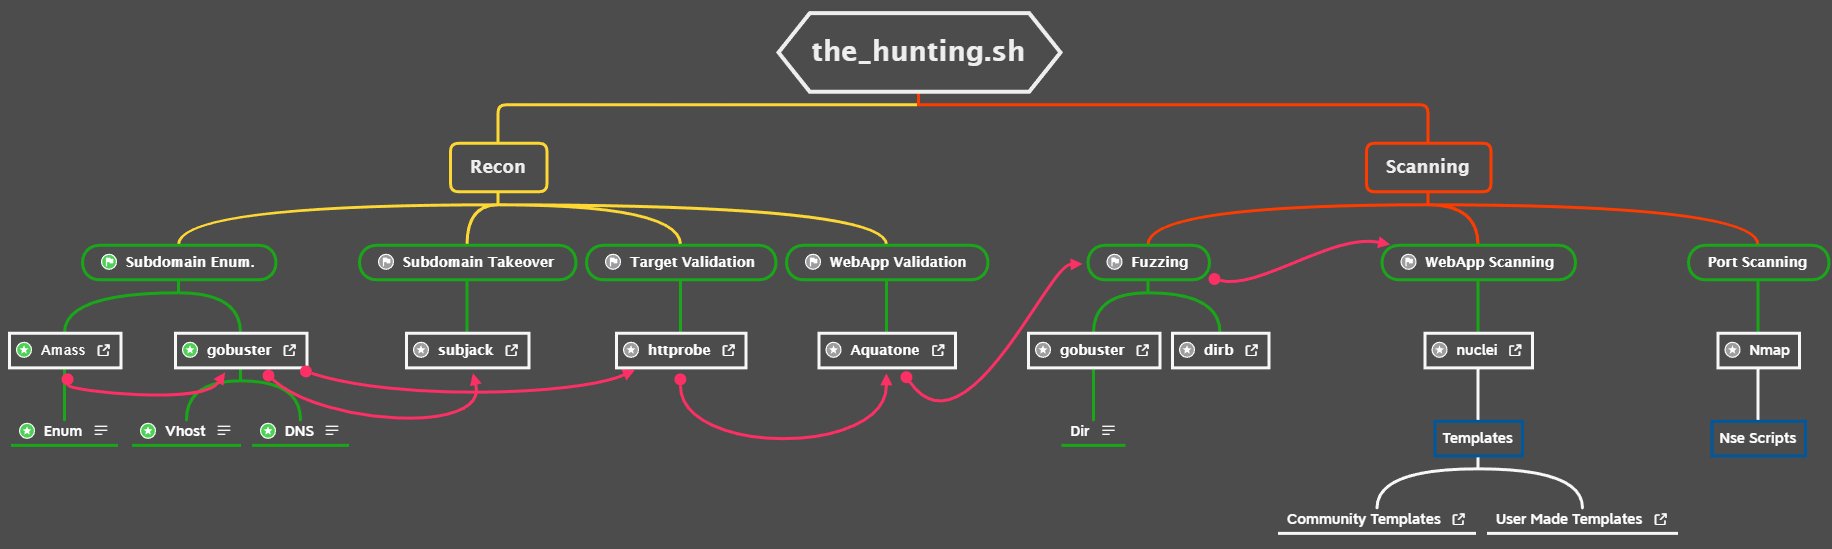 the_hunting.sh
Recon
Scanning
Subdomain Enum.
Subdomain Takeover
Target Validation
WebApp Validation
Fuzzing
WebApp Scanning
Port Scanning
Amass
gobuster
subjack
httprobe
Aquatone
gobuster
dirb
nuclei
Nmap
Enum
Vhost
DNS
Dir
Templates
Nse Scripts
Community Templates
User Made Templates